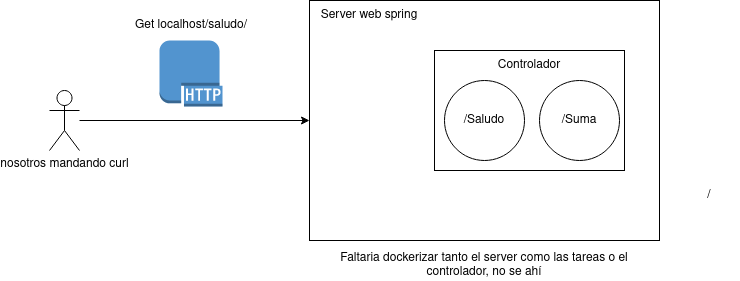 Get localhost/saludo/
Server web spring
Controlador
HTTP
/Saludo
/Suma
nosotros mandando curl
/
Faltaria dockerizar tanto el server como las tareas o el
controlador, no se ahí